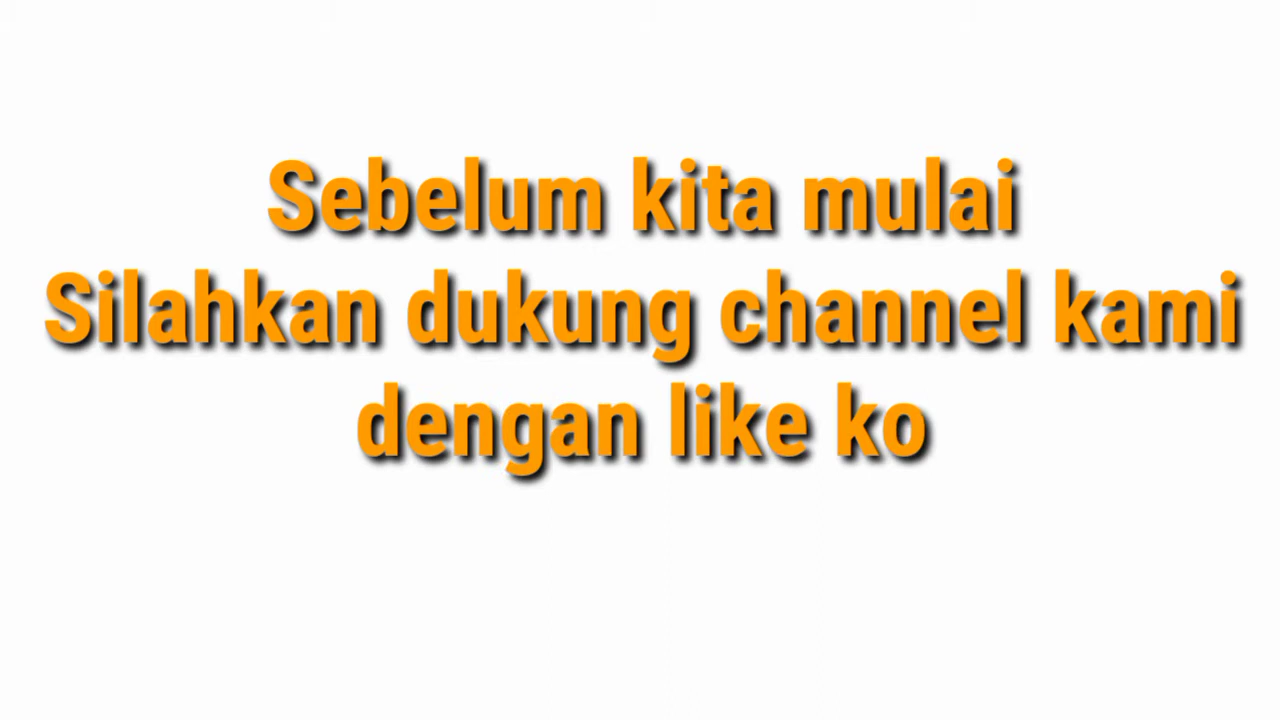 Sebelum kita mulai
Silahkan dukung channel kami
dengan like ko